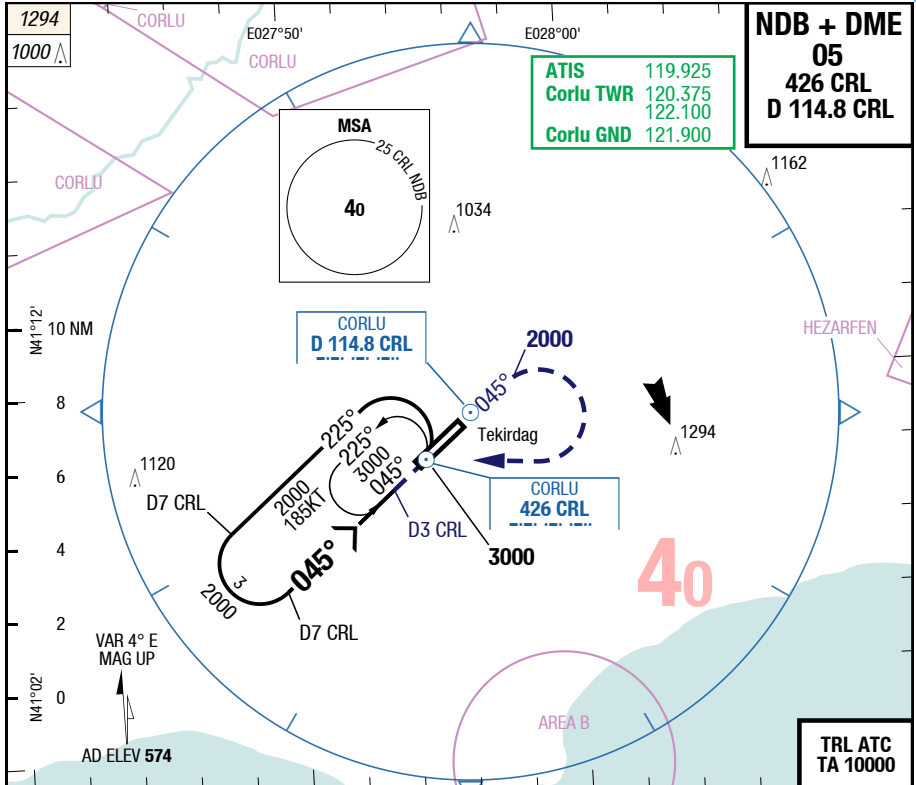 1294
1000
CORLU
CORLU
CORLU
E027°50'
E028°00'
NDB + DME
05
426 CRL
D 114.8 CRL
ATIS 119.925
Corlu TWR 120.375
122.100
Corlu GND 121.900
MSA
25 CRL NDB
40
1034
1162
N41°12'
10 NM
8
6
4
2
0
N41°02'
CORLU
D 114.8 CRL
2000
045°
HEZARFEN
Tekirdag
1294
1120
225°
225°
3000
045°
2000
185KT
D7 CRL
CORLU
426 CRL
D3 CRL
3000
045°
3
2000
D7 CRL
40
VAR 4° E
MAG UP
AD ELEV 574
AREA B
TRL ATC
TA 10000